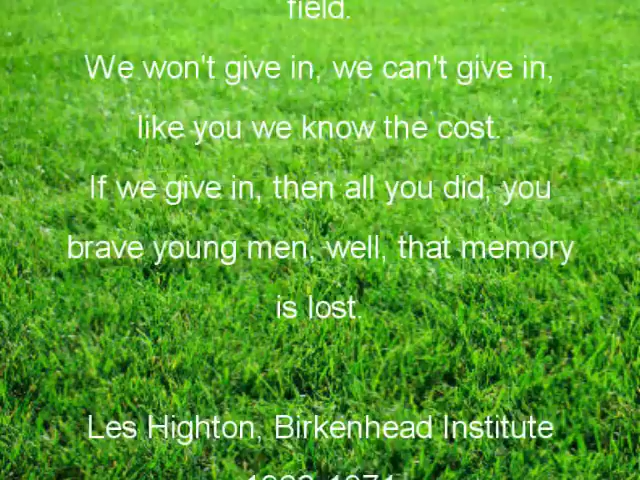 field.
We won't give in, we can't give in,
like you we know the cost.
If we give in, then all you did, you
brave young men, well, that memory
is lost.
Les Highton, Birkenhead Institute